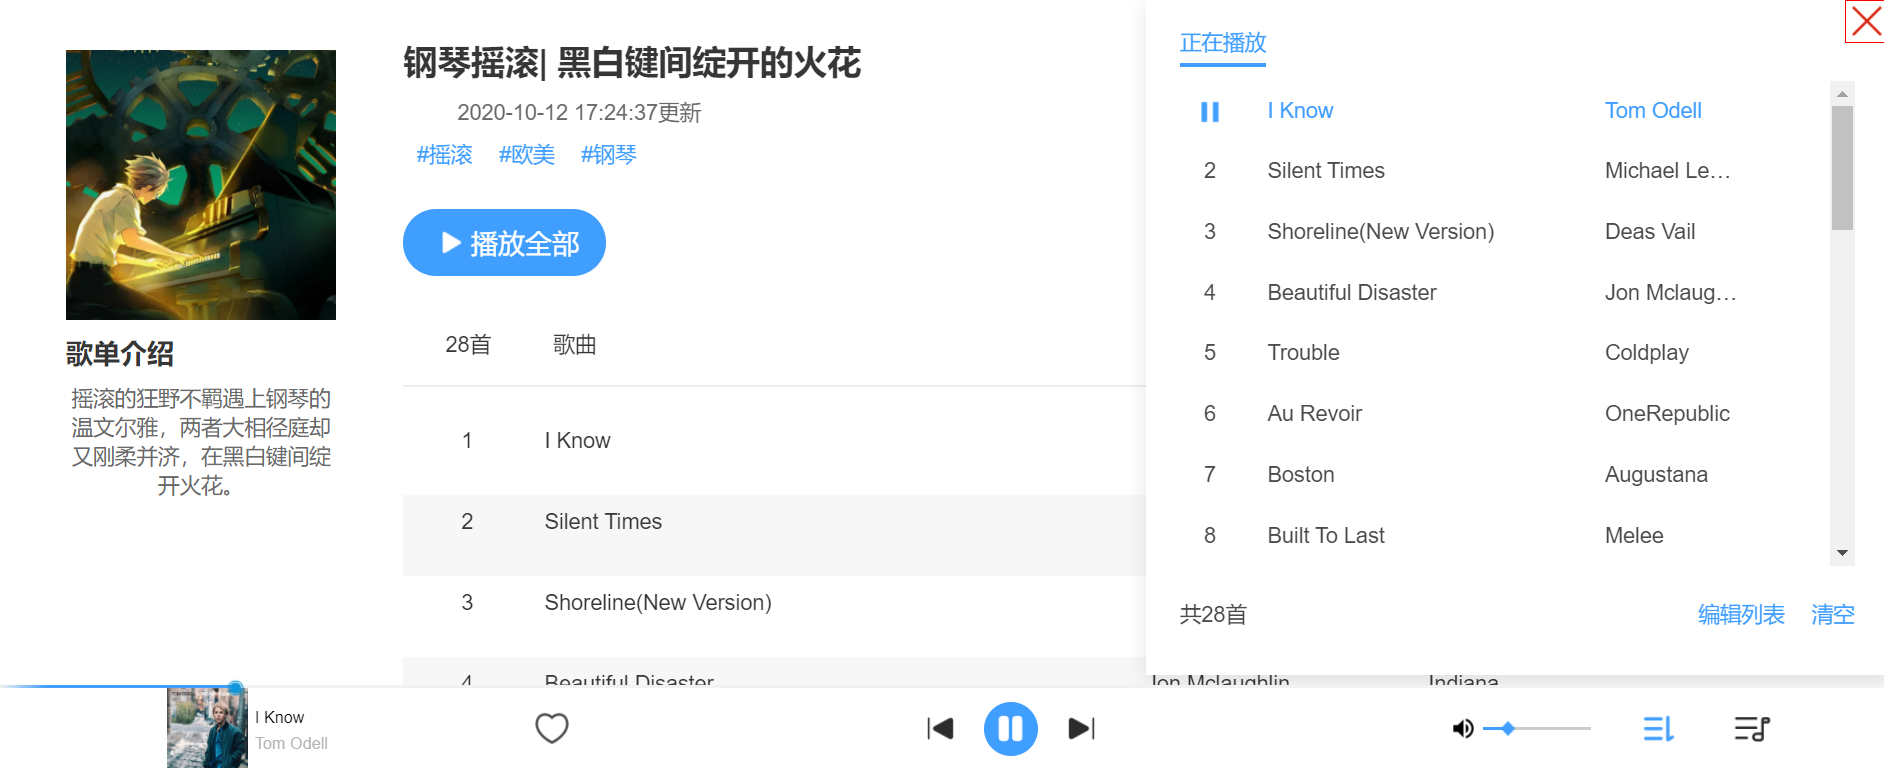 钢琴摇滚| 黑白键间绽开的火花
2020-10-12 17:24:37更新
#摇滚 #欧美 #钢琴
播放全部
歌单介绍
摇滚的狂野不羁遇上钢琴的
温文尔雅，两者大相径庭却
又刚柔并济，在黑白键间绽
开火花。
28首 歌曲
1 I Know
2 Silent Times
3 Shoreline(New Version)
4 Beautiful Disaster Jon Mclaughlin Indiana
正在播放
I Know Tom Odell
2 Silent Times Michael Le…
3 Shoreline(New Version) Deas Vail
4 Beautiful Disaster Jon Mclaug…
5 Trouble Coldplay
6 Au Revoir OneRepublic
7 Boston Augustana
8 Built To Last Melee
共28首 编辑列表 清空
I Know
Tom Odell